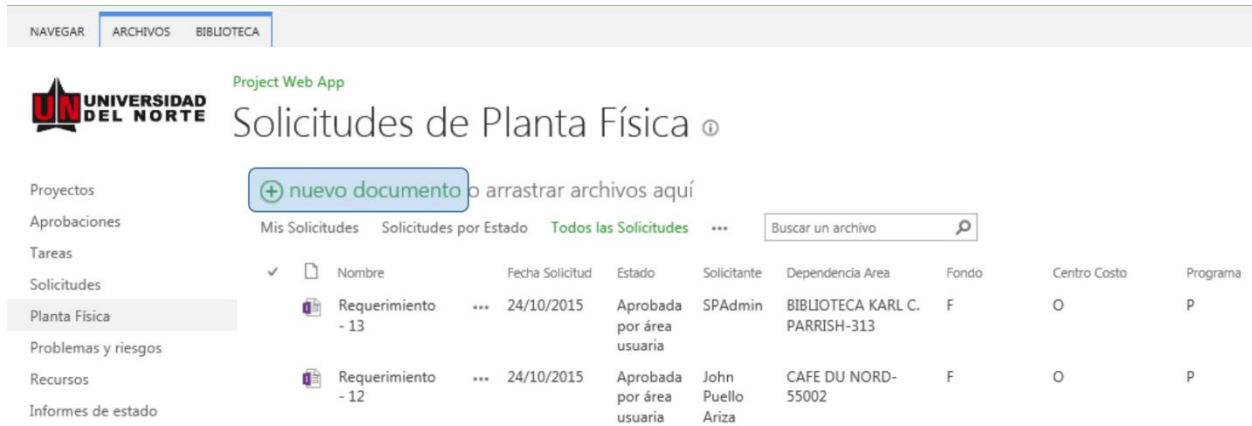 NAVEGAR ARCHIVOS BIBLIOTECA
UN UNIVERSIDAD
DEL NORTE
Project Web App
Solicitudes de Planta Física
Proyectos
Aprobaciones
Tareas
Solicitudes
Planta Física
Problemas y riesgos
Recursos
Informes de estado
nuevo documento o arrastrar archivos aquí
Mis Solicitudes Solicitudes por Estado Todos las Solicitudes ... Buscar un archivo
Nombre Fecha Solicitud Estado Solicitante Dependencia Area Fondo Centro Costo Programa
Requerimiento ... 24/10/2015 Aprobada SPAdmin BIBLIOTECA KARL C. F O P
- 13 por área PARRISH-313
usuaria
Requerimiento ... 24/10/2015 Aprobada John CAFE DU NORD- F O P
- 12 por área Puello 55002
usuaria Ariza